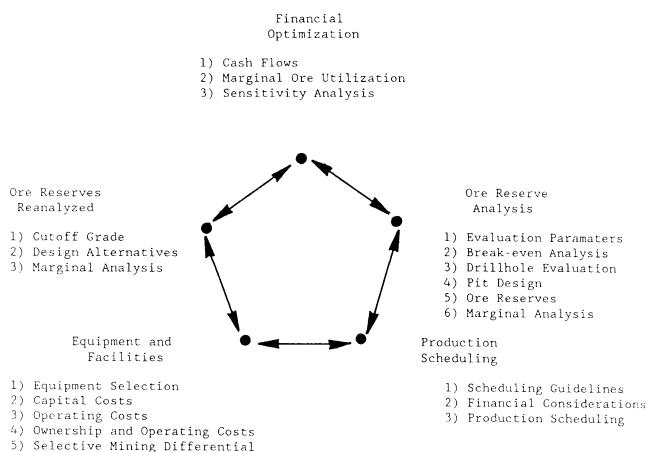 Financial
Optimization
1) Cash Flows
2) Marginal Ore Utilization
3) Sensitivity Analysis
Ore Reserves
Reanalyzed
1) Cutoff Grade
2) Design Alternatives
3) Marginal Analysis
Ore Reserve
Analysis
1) Evaluation Paramaters
2) Break-even Analysis
3) Drillhole Evaluation
4) Pit Design
5) Ore Reserves
6) Marginal Analysis
Equipment and
Facilities
1) Equipment Selection
2) Capital Costs
3) Operating Costs
4) Ownership and Operating Costs
5) Selective Mining Differential
Production
Scheduling
1) Scheduling Guidelines
2) Financial Considerations
3) Production Scheduling